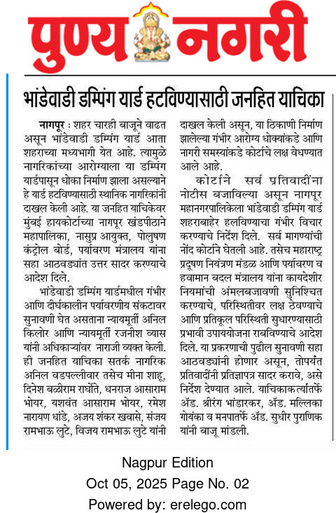 पुण्य नगरी
भांडेवाडी डम्पिंग यार्ड हटविण्यासाठी जनहित याचिका
नागपूर : शहर चारही बाजूने वाढत
असून भांडेवाडी डम्पिंग यार्ड आता
शहराच्या मध्यभागी येत आहे. त्यामुळे
नागरिकांच्या आरोग्याला या डम्पिंग
यार्डपासून धोका निर्माण झाला असल्याने
हे यार्ड हटविण्यासाठी स्थानिक नागरिकांनी
दाखल केली आहे. या जनहित याचिकेवर
मुंबई हायकोर्टाच्या नागपूर खंडपीठाने
महापालिका, नासुप्र आयुक्त, पोलुषण
कंट्रोल बोर्ड, पर्यावरण मंत्रालय यांना
सहा आठवड्यांत उत्तर सादर करण्याचे
आदेश दिले.
भांडेवाडी डम्पिंग यार्डमधील गंभीर
आणि दीर्घकालीन पर्यावरणीय संकटावर
सुनावणी घेत असताना न्यायमूर्ती अनिल
किलोर आणि न्यायमूर्ती रजनीश व्यास
यांनी अधिकाऱ्यांवर नाराजी व्यक्त केली.
ही जनहित याचिका सतर्क नागरिक
अनिल वडपल्लीवार तसेच मीना शाहू,
दिनेश बळीराम राघोर्ते, धनराज आसाराम
भोयर, यशवंत आसाराम भोयर, रमेश
नारायण धांडे, अजय शंकर खवासे, संजय
रामभाऊ लुटे, विजय रामभाऊ लुटे यांनी
दाखल केली असून, या ठिकाणी निर्माण
झालेल्या गंभीर आरोग्य धोक्यांकडे आणि
नागरी समस्यांकडे कोर्टाचे लक्ष वेधण्यात
आले आहे.
कोर्टाने सर्व प्रतिवादींना
नोटीस बजाविल्या असून नागपूर
महानगरपालिकेला भांडेवाडी डम्पिंग यार्ड
शहराबाहेर हलविण्याचा गंभीर विचार
करण्याचे निर्देश दिले. सर्व मागण्यांची
नोंद कोर्टाने घेतली आहे. तसेच महाराष्ट्र
प्रदूषण नियंत्रण मंडळ आणि पर्यावरण व
हवामान बदल मंत्रालय यांना कायदेशीर
नियमांची अंमलबजावणी सुनिश्चित
करण्याचे, परिस्थितीवर लक्ष ठेवण्याचे
आणि प्रतिकूल परिस्थिती सुधारण्यासाठी
प्रभावी उपाययोजना राबविण्याचे आदेश
दिले. या प्रकरणाची पुढील सुनावणी सहा
आठवड्यांनी होणार असून, तोपर्यंत
प्रतिवादींनी प्रतिज्ञापत्र सादर करावे, असे
निर्देश देण्यात आले. याचिकाकर्त्यांतर्फे
ॲड. श्रीरंग भांडारकर, ॲड. मल्लिका
गोयंका व मनपातर्फे ॲड. सुधीर पुराणिक
यांनी बाजू मांडली.
Nagpur Edition
Oct 05, 2025 Page No. 02
Powered by: erelego.com